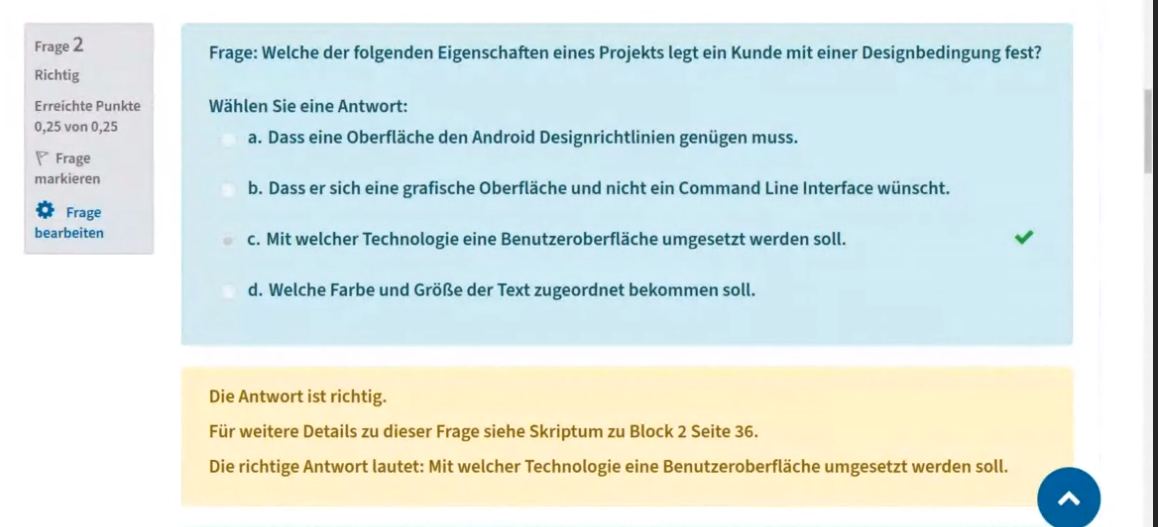 Frage 2
Richtig
Erreichte Punkte
0,25 von 0,25
Frage
markieren
Frage
bearbeiten
Frage: Welche der folgenden Eigenschaften eines Projekts legt ein Kunde mit einer Designbedingung fest?
Wählen Sie eine Antwort:
a. Dass eine Oberfläche den Android Designrichtlinien genügen muss.
b. Dass er sich eine grafische Oberfläche und nicht ein Command Line Interface wünscht.
c. Mit welcher Technologie eine Benutzeroberfläche umgesetzt werden soll.
d. Welche Farbe und Größe der Text zugeordnet bekommen soll.
Die Antwort ist richtig.
Für weitere Details zu dieser Frage siehe Skriptum zu Block 2 Seite 36.
Die richtige Antwort lautet: Mit welcher Technologie eine Benutzeroberfläche umgesetzt werden soll.